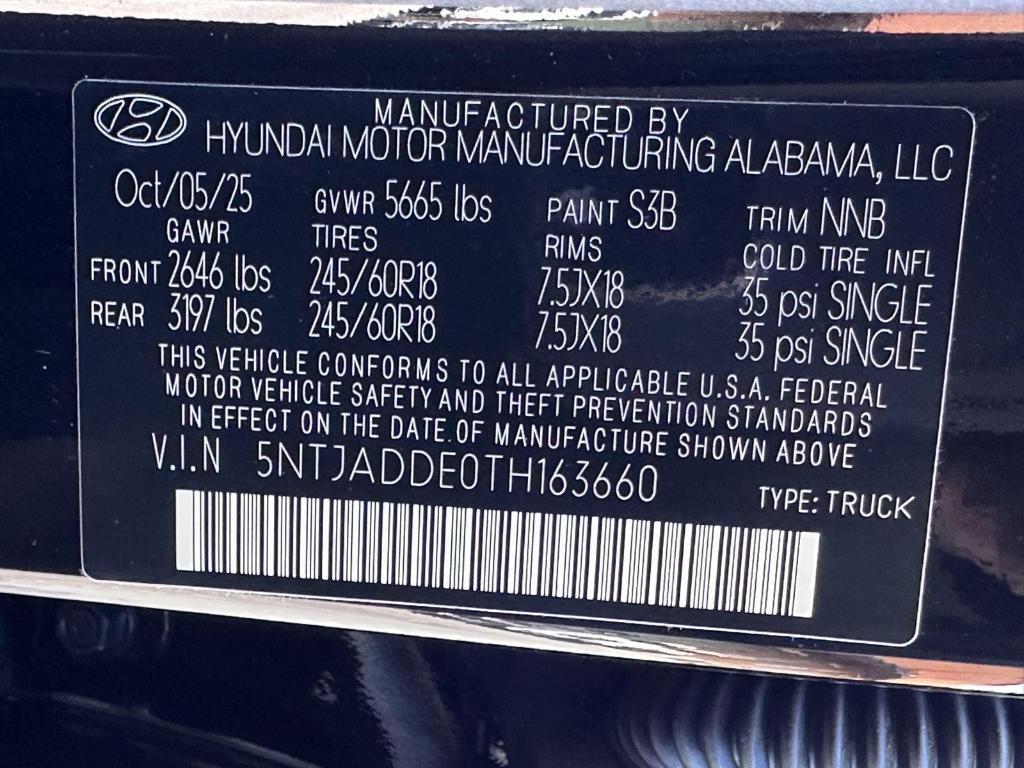 MANUFACTURED BY
HYUNDAI MOTOR MANUFACTURING ALABAMA, LLC
Oct/05/25 GVWR 5665 lbs PAINT S3B TRIM NNB
GAWR TIRES RIMS COLD TIRE INFL
FRONT 2646 lbs 245/60R18 7.5JX18 35 psi SINGLE
REAR 3197 lbs 245/60R18 7.5JX18 35 psi SINGLE
THIS VEHICLE CONFORMS TO ALL APPLICABLE U.S.A. FEDERAL
MOTOR VEHICLE SAFETY AND THEFT PREVENTION STANDARDS
IN EFFECT ON THE DATE OF MANUFACTURE SHOWN ABOVE
V.I.N 5NTJADDE0TH163660 TYPE: TRUCK